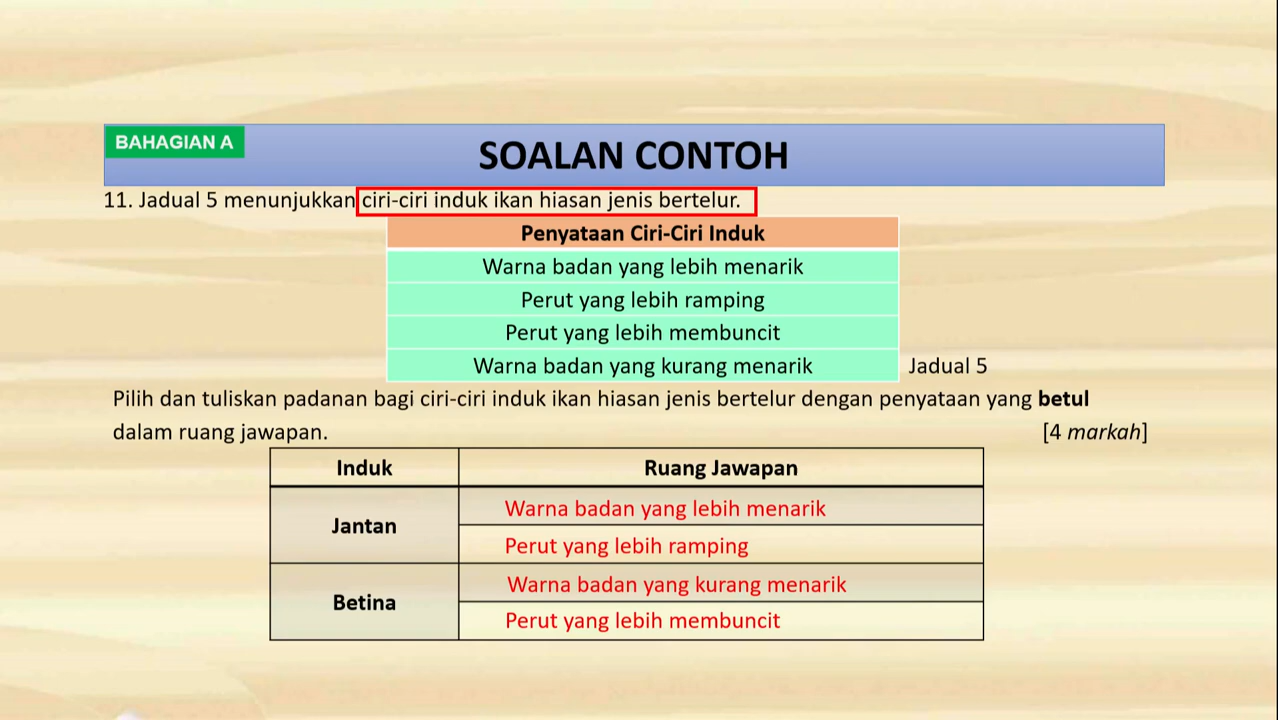 BAHAGIAN A
SOALAN CONTOH
11. Jadual 5 menunjukkan ciri-ciri induk ikan hiasan jenis bertelur.
Penyataan Ciri-Ciri Induk
Warna badan yang lebih menarik
Perut yang lebih ramping
Perut yang lebih membuncit
Warna badan yang kurang menarik
Jadual 5
Pilih dan tuliskan padanan bagi ciri-ciri induk ikan hiasan jenis bertelur dengan penyataan yang betul
dalam ruang jawapan. [4 markah]
Induk Ruang Jawapan
Jantan
Warna badan yang lebih menarik
Perut yang lebih ramping
Betina
Warna badan yang kurang menarik
Perut yang lebih membuncit